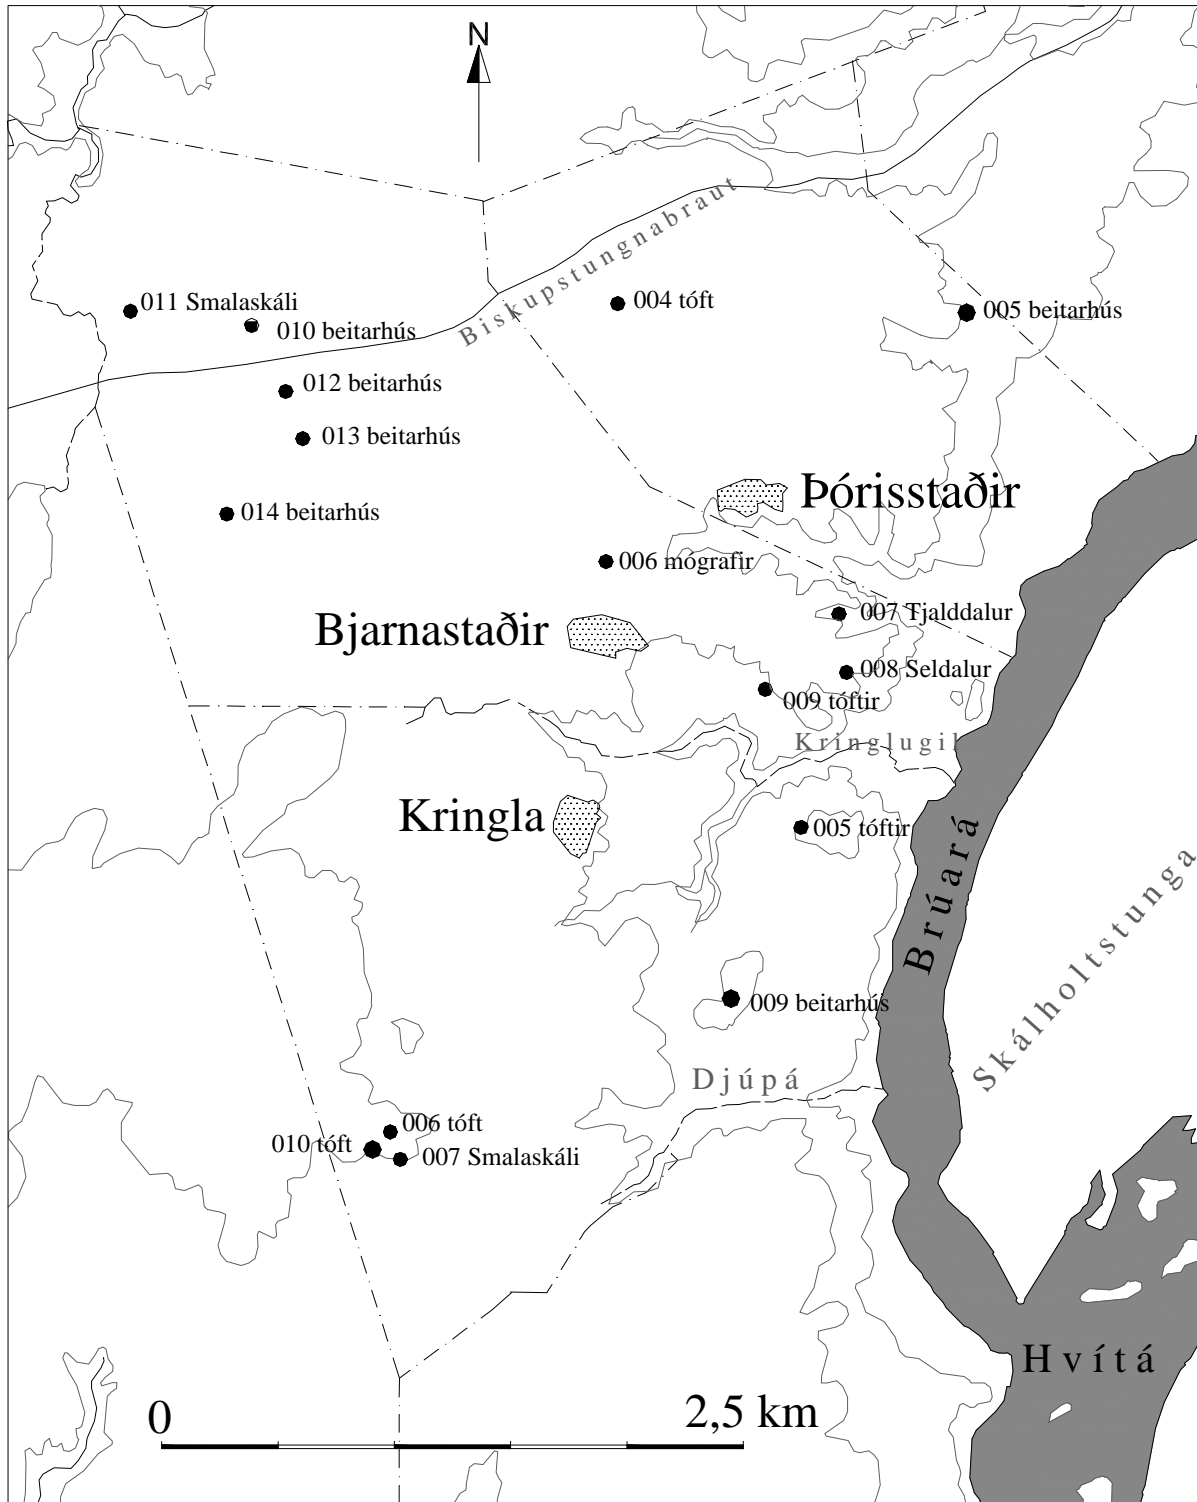 N
Biskupstungnabraut
011 Smalaskáli
010 beitarhús
004 tóft
005 beitarhús
012 beitarhús
013 beitarhús
014 beitarhús
Þórisstaðir
006 mógrafir
007 Tjalddalur
Bjarnastaðir
008 Seldalur
009 tóftir
Kringlugil
Kringla
005 tóftir
Brúará
Skálholtstunga
009 beitarhús
Djúpá
006 tóft
010 tóft
007 Smalaskáli
Hvítá
0
2,5 km